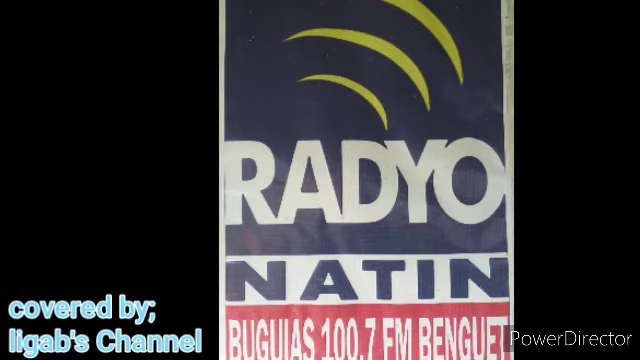 RADYO
NATIN
BUGUIAS 100.7 FM BENGUET
covered by;
ligab's Channel
PowerDirector